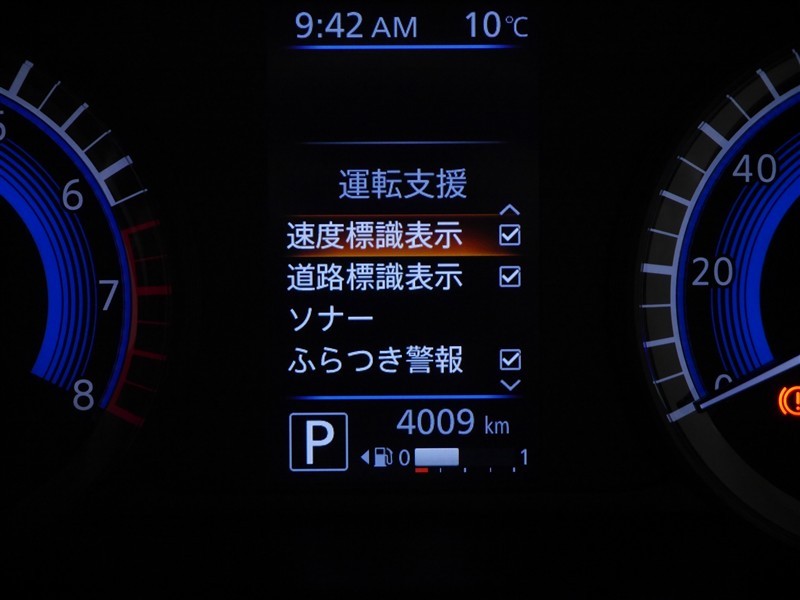 9:42 AM 10℃
運転支援
速度標識表示
道路標識表示
ソナー
ふらつき警報
P
4009 km
0 1
6
7
8
40
20
0